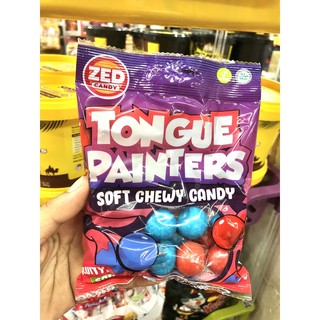 ZED
CANDY
TONGUE
PAINTERS
SOFT CHEWY CANDY